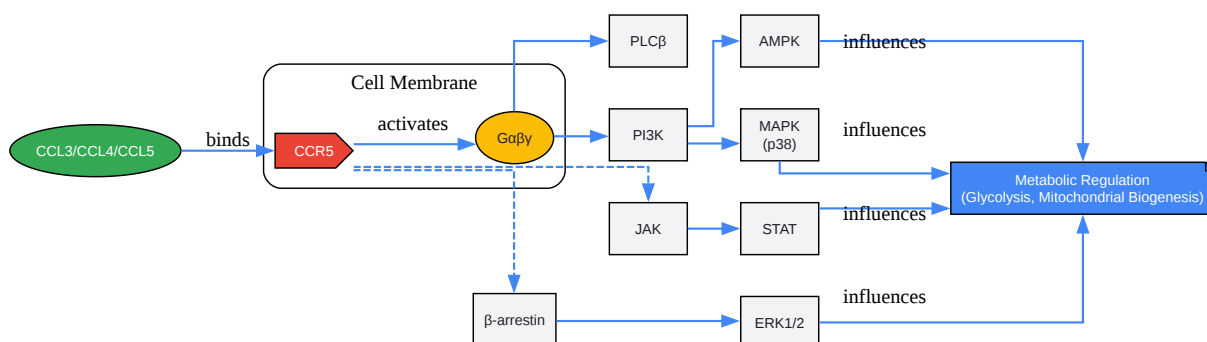 PLCβ
AMPK
influences
Cell Membrane
CCL3/CCL4/CCL5
binds
CCR5
activates
Gαβγ
PI3K
MAPK
(p38)
influences
Metabolic Regulation
(Glycolysis, Mitochondrial Biogenesis)
JAK
STAT
influences
β-arrestin
ERK1/2
influences